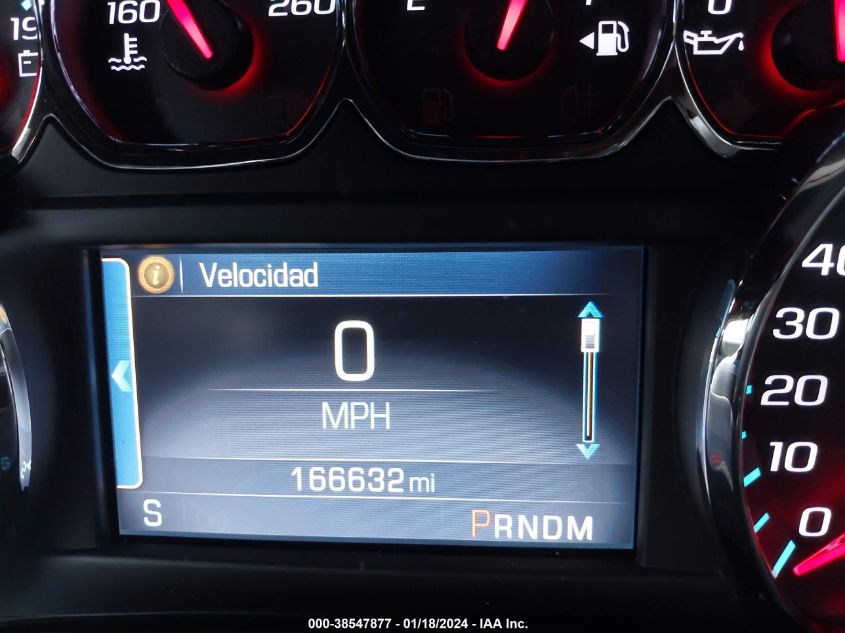 160 260 E 0
Velocidad
0
MPH
166632 mi
S PRNDM
30
20
10
0
000-38547877 - 01/18/2024 - IAA Inc.